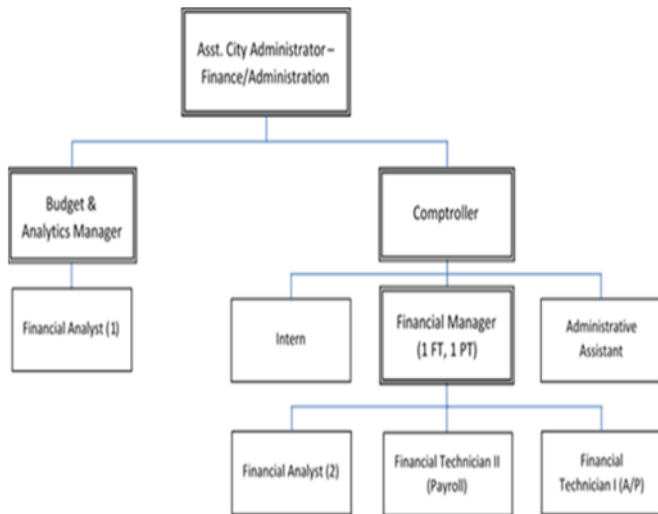 Asst. City Administrator –
Finance/Administration
Budget &
Analytics Manager
Comptroller
Financial Analyst (1)
Intern
Financial Manager
(1 FT, 1 PT)
Administrative
Assistant
Financial Analyst (2)
Financial Technician II
(Payroll)
Financial
Technician I (A/P)